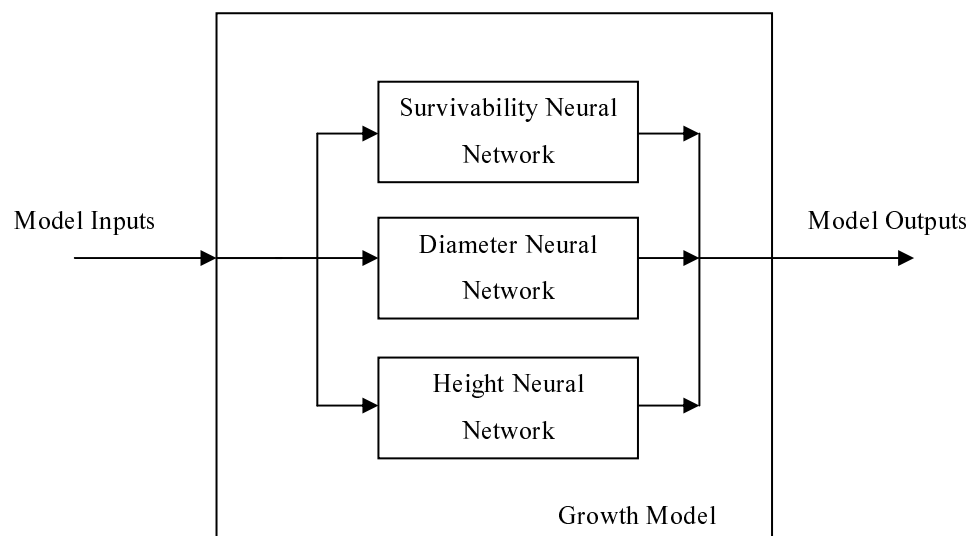 Survivability Neural
Network
Model Inputs
Model Outputs
Diameter Neural
Network
Height Neural
Network
Growth Model